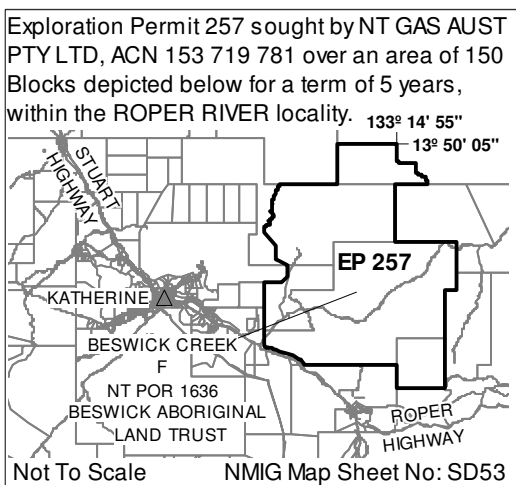 Exploration Permit 257 sought by NT GAS AUST
PTY LTD, ACN 153 719 781 over an area of 150
Blocks depicted below for a term of 5 years,
within the ROPER RIVER locality.
133º 14' 55"
13º 50' 05"
STUART
HIGHWAY
EP 257
KATHERINE
BESWICK CREEK
F
NT POR 1636
BESWICK ABORIGINAL
LAND TRUST
ROPER
HIGHWAY
Not To Scale NMIG Map Sheet No: SD53